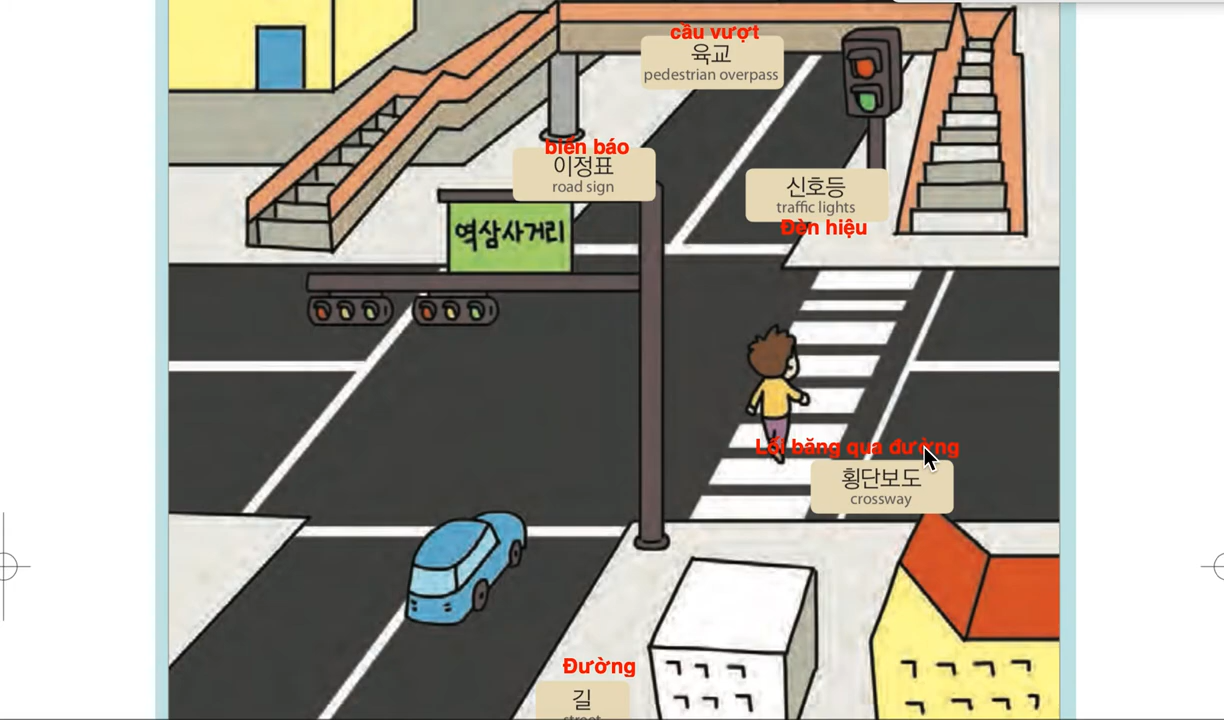 cầu vượt
육교
pedestrian overpass
biển báo
이정표
road sign
신호등
traffic lights
Đèn hiệu
역삼사거리
Lối băng qua đường
횡단보도
crossway
Đường
길
street